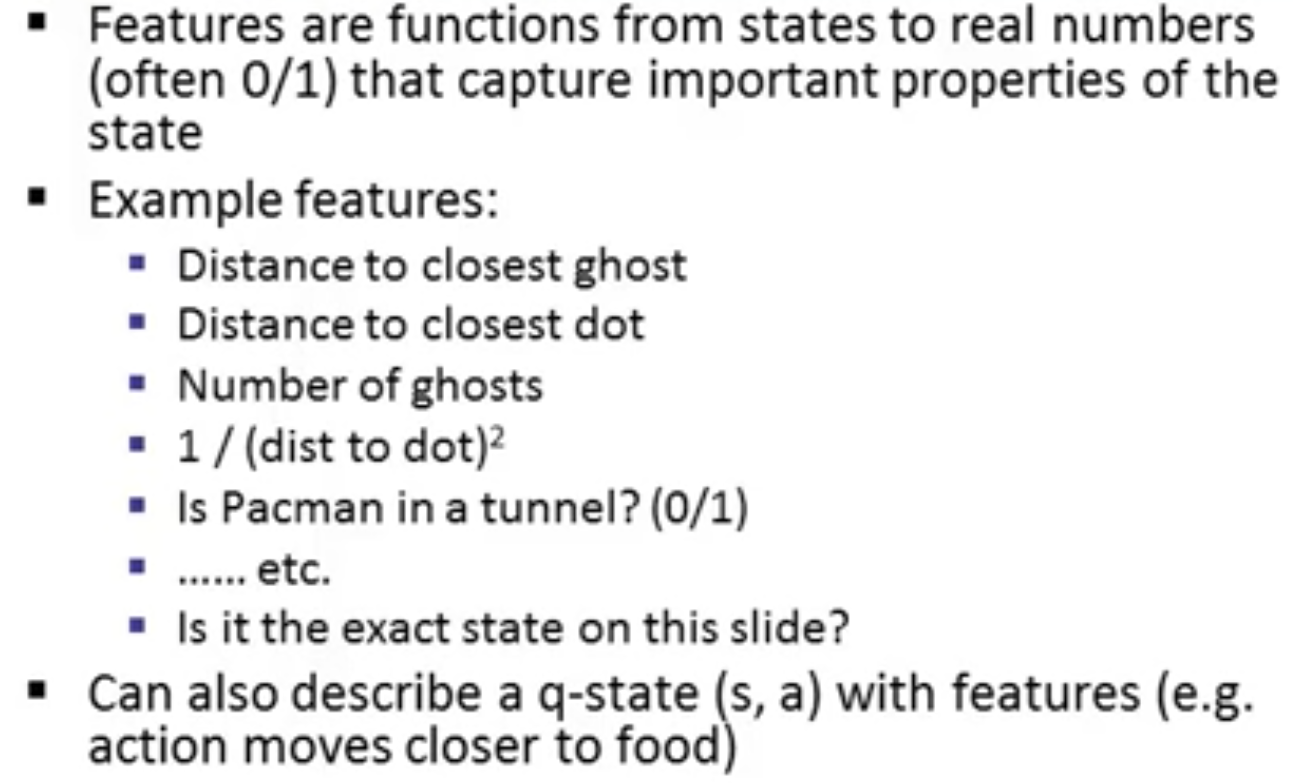 ▪ Features are functions from states to real numbers
(often 0/1) that capture important properties of the
state
▪ Example features:
▪ Distance to closest ghost
▪ Distance to closest dot
▪ Number of ghosts
▪ 1 / (dist to dot)²
▪ Is Pacman in a tunnel? (0/1)
▪ …… etc.
▪ Is it the exact state on this slide?
▪ Can also describe a q-state (s, a) with features (e.g.
action moves closer to food)